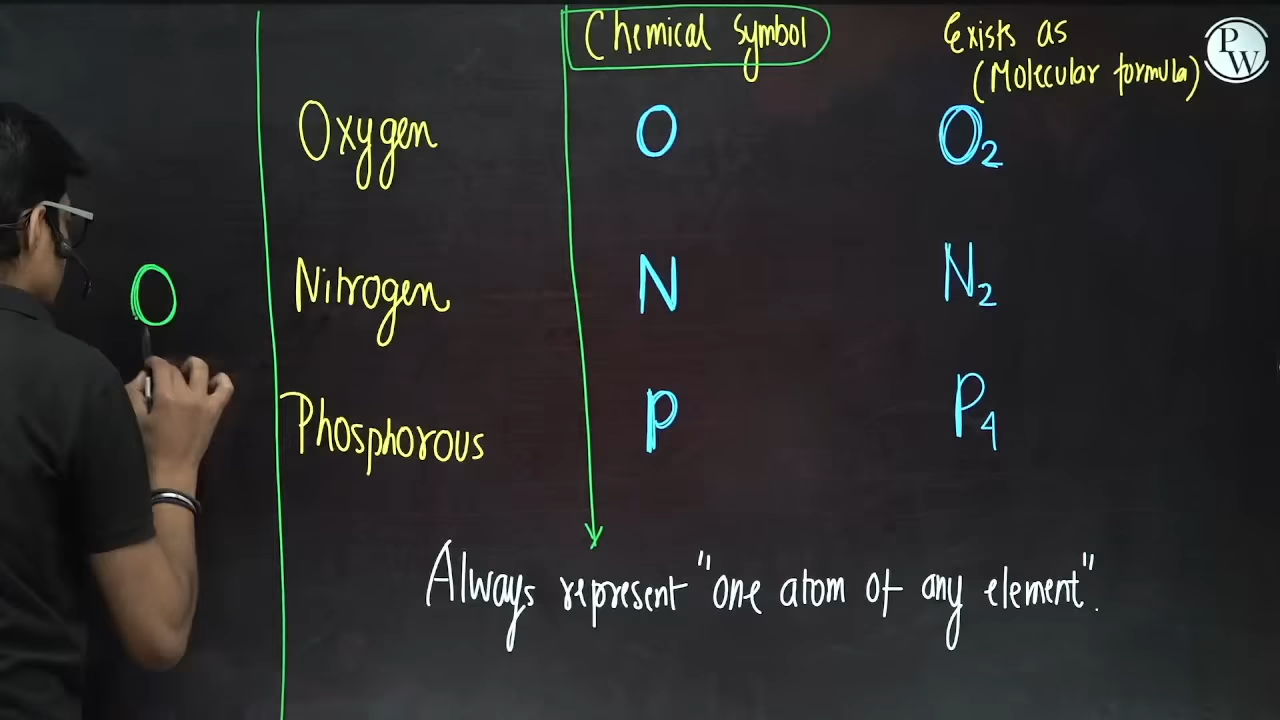 Chemical Symbol
Exists as
(Molecular formula)
PW
Oxygen O O₂
O
Nitrogen N N₂
Phosphorous P P₄
Always represent "one atom of any element".